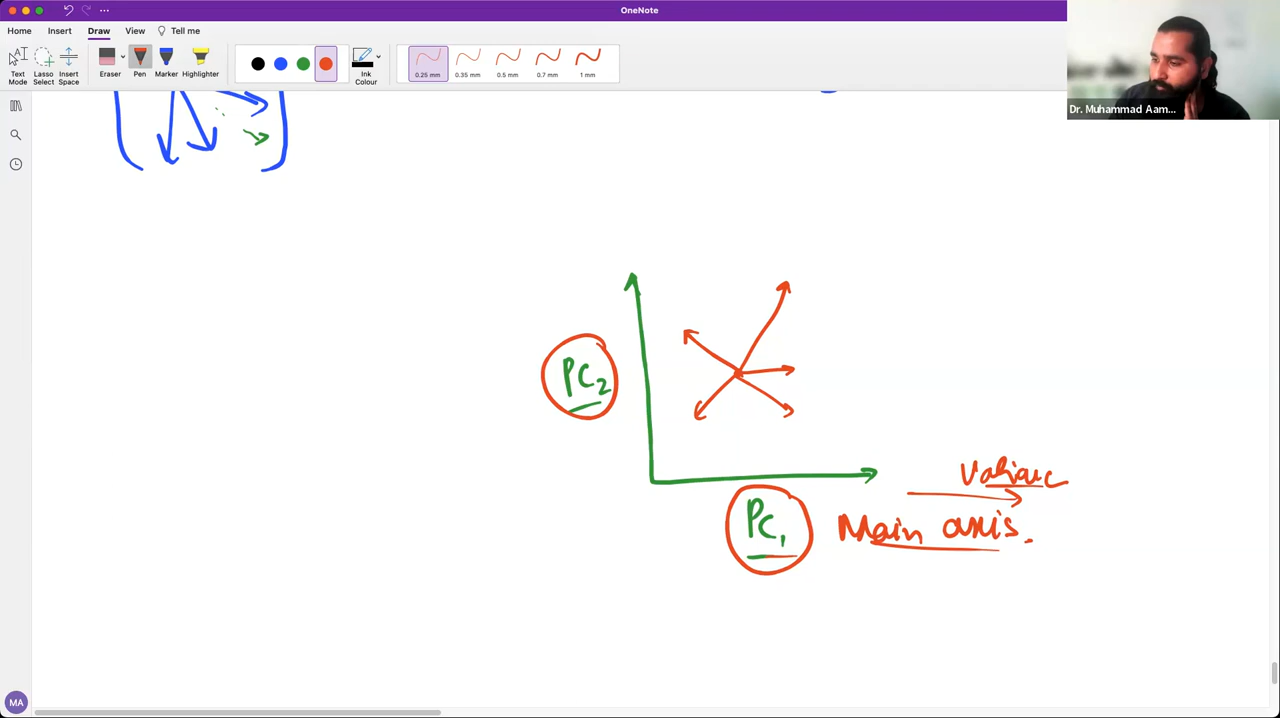 OneNote
Home Insert Draw View Tell me
Text Mode
Lasso Select
Insert Space
Eraser
Pen
Marker
Highlighter
Ink Colour
0.25 mm
0.35 mm
0.5 mm
0.7 mm
1 mm
Dr. Muhammad Aam...
PC2
Varianc
PC1 Main axis.
MA